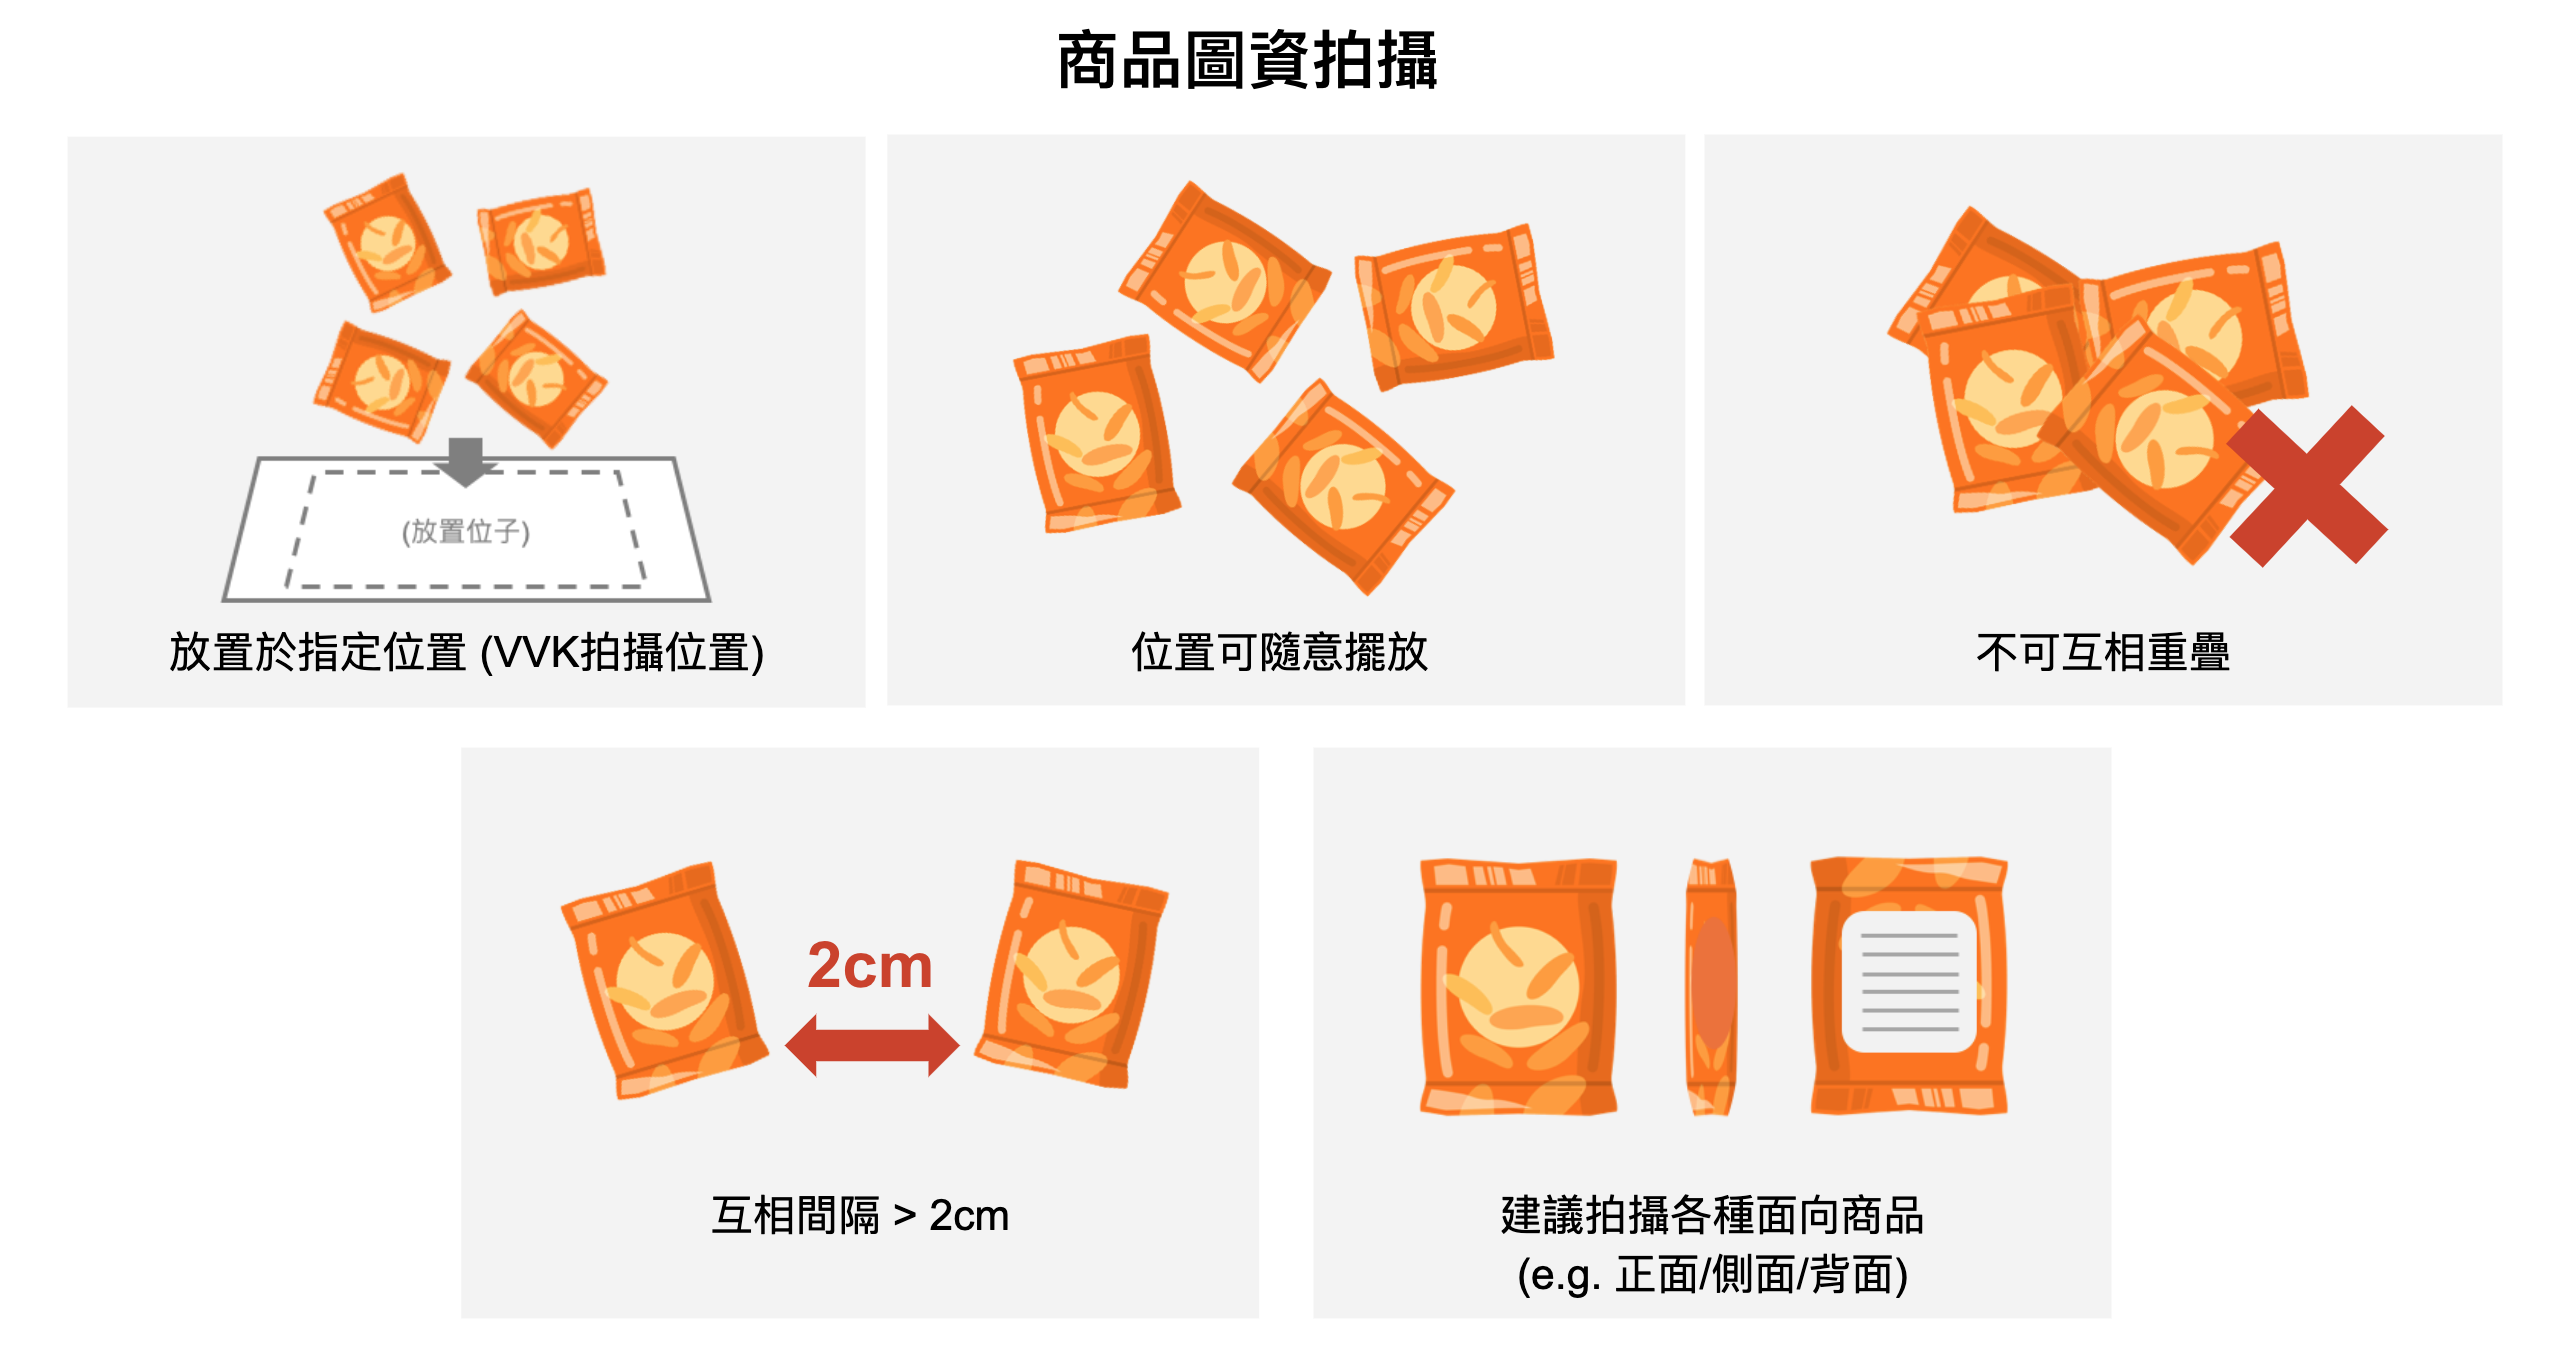 商品圖資拍攝
(放置位子)
放置於指定位置 (VVK拍攝位置)
位置可隨意擺放
不可互相重疊
2cm
互相間隔 > 2cm
建議拍攝各種面向商品
(e.g. 正面/側面/背面)